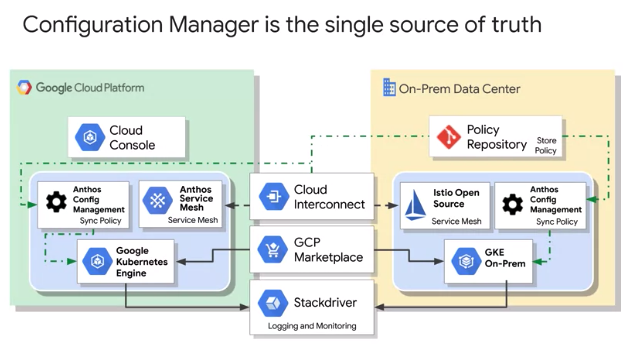 Configuration Manager is the single source of truth
Google Cloud Platform
On-Prem Data Center
Cloud
Console
Policy
Repository
Store
Policy
Anthos
Config
Management
Sync Policy
Anthos
Service
Mesh
Service Mesh
Cloud
Interconnect
Istio Open
Source
Service Mesh
Anthos
Config
Management
Sync Policy
Google
Kubernetes
Engine
GCP
Marketplace
GKE
On-Prem
Stackdriver
Logging and Monitoring